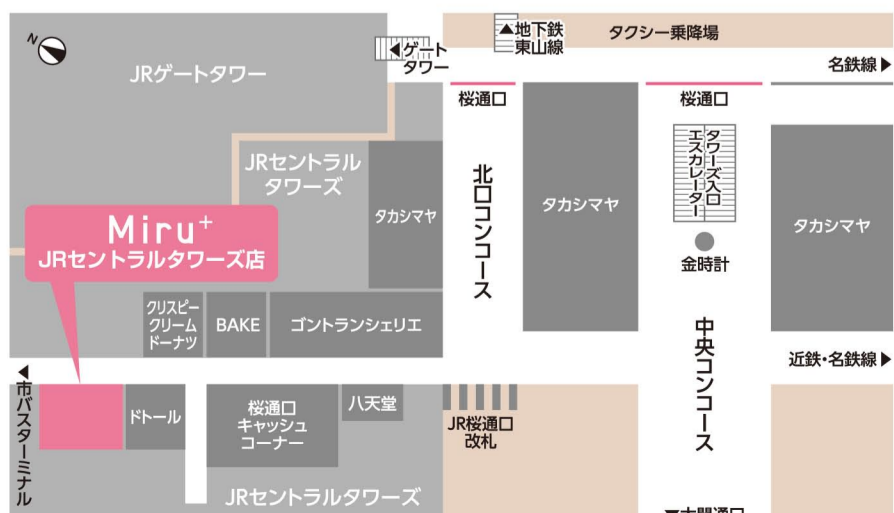 N
JRゲートタワー
◀ゲート
タワー
▲地下鉄
東山線
タクシー乗降場
名鉄線▶
桜通口
桜通口
JRセントラル
タワーズ
タカシマヤ
北口コンコース
タカシマヤ
タワーズ入口
エスカレーター
金時計
タカシマヤ
Miru+
JRセントラルタワーズ店
クリスピー
クリーム
ドーナツ
BAKE
ゴントランシェリエ
中央コンコース
近鉄・名鉄線▶
◀市バスターミナル
ドトール
桜通口
キャッシュ
コーナー
八天堂
JR桜通口
改札
JRセントラルタワーズ
▼太閤通口